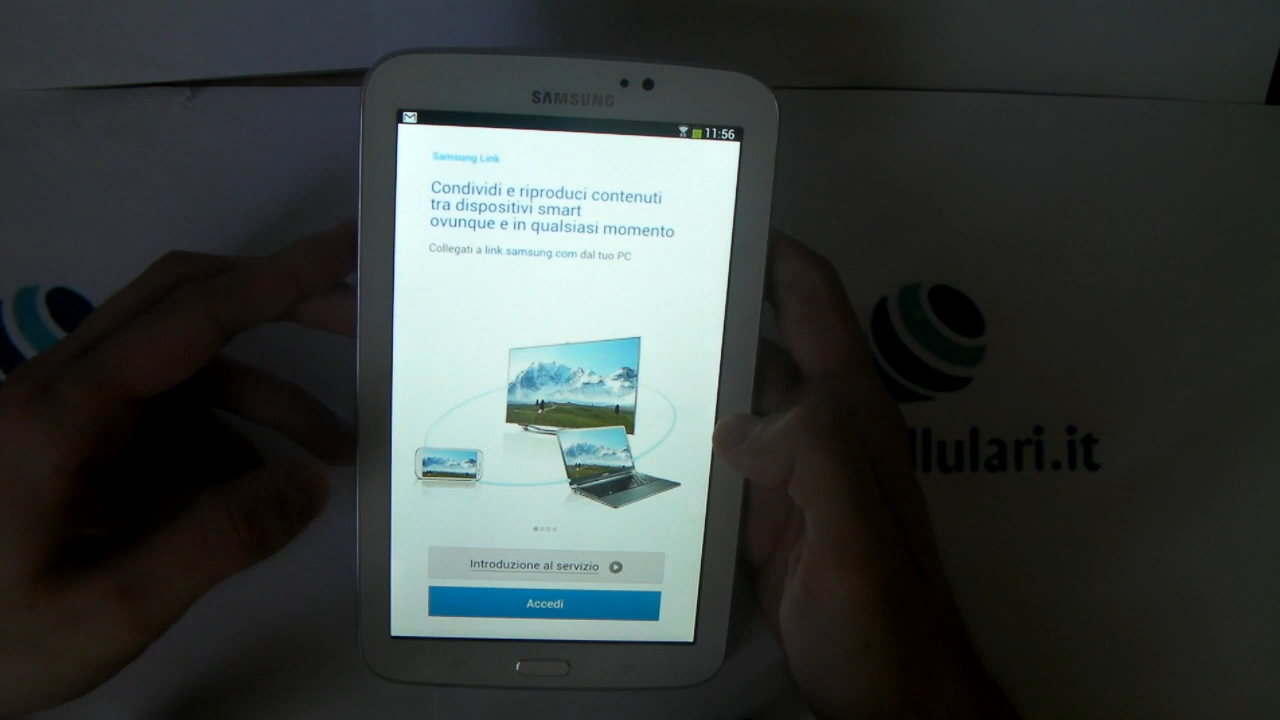 SAMSUNG
11:56
Samsung Link
Condividi e riproduci contenuti
tra dispositivi smart
ovunque e in qualsiasi momento
Collegati a link.samsung.com dal tuo PC
Introduzione al servizio
Accedi
llulari.it